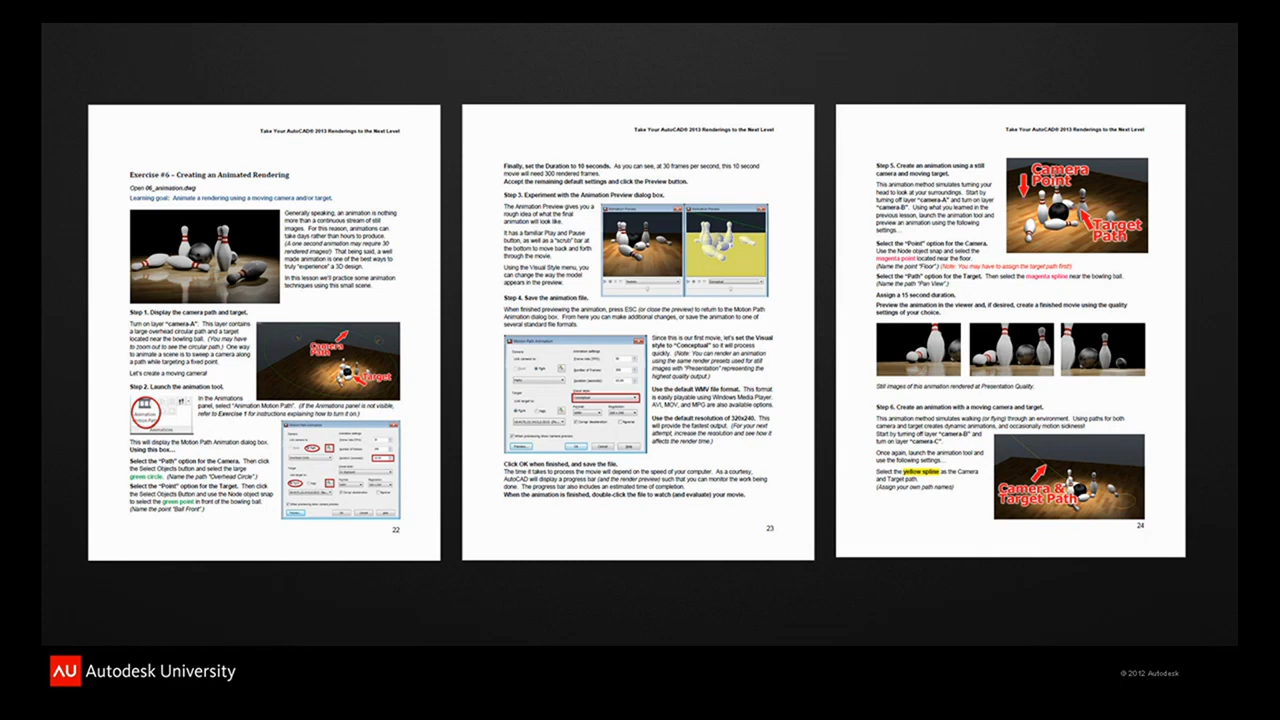 Take Your AutoCAD® 2013 Renderings to the Next Level
Exercise #6 – Creating an Animated Rendering
Open 06_animation.dwg
Learning goal: Animate a rendering using a moving camera and/or target.
Generally speaking, an animation is nothing
more than a continuous stream of still
images. For this reason, animations can
take days rather than hours to produce.
(A one second animation may require 30
rendered images!) That being said, a well
made animation is one of the best ways to
truly "experience" a 3D design.
In this lesson we'll practice some animation
techniques using this small scene.
Step 1. Display the camera path and target.
Turn on layer "camera-A". This layer contains
a large overhead circular path and a target
located near the bowling ball. (You may have
to zoom out to see the circular path.) One way
to animate a scene is to sweep a camera along
a path while targeting a fixed point.
Let's create a moving camera!
Camera
Path
Target
Step 2. Launch the animation tool.
In the Animations
panel, select "Animation Motion Path". (If the Animations panel is not visible,
refer to Exercise 1 for instructions explaining how to turn it on.)
This will display the Motion Path Animation dialog box.
Using this box…
Select the "Path" option for the Camera. Then click
the Select Objects button and select the large
green circle. (Name the path "Overhead Circle".)
Select the "Point" option for the Target. Then click
the Select Objects Button and use the Node object snap
to select the green point in front of the bowling ball.
(Name the point "Ball Front".)
22
Take Your AutoCAD® 2013 Renderings to the Next Level
Finally, set the Duration to 10 seconds. As you can see, at 30 frames per second, this 10 second
movie will need 300 rendered frames.
Accept the remaining default settings and click the Preview button.
Step 3. Experiment with the Animation Preview dialog box.
The Animation Preview gives you a
rough idea of what the final
animation will look like.
It has a familiar Play and Pause
button, as well as a "scrub" bar at
the bottom to move back and forth
through the movie.
Using the Visual Style menu, you
can change the way the model
appears in the preview.
Step 4. Save the animation file.
When finished previewing the animation, press ESC (or close the preview) to return to the Motion Path
Animation dialog box. From here you can make additional changes, or save the animation to one of
several standard file formats.
Motion Path Animation
Since this is our first movie, let's set the Visual
style to "Conceptual" so it will process
quickly. (Note: You can render an animation
using the same render presets used for still
images with "Presentation" representing the
highest quality output.)
Use the default WMV file format. This format
is easily playable using Windows Media Player.
AVI, MOV, and MPG are also available options.
Use the default resolution of 320x240. This
will provide the fastest output. (For your next
attempt, increase the resolution and see how it
affects the render time.)
Click OK when finished, and save the file.
The time it takes to process the movie will depend on the speed of your computer. As a courtesy,
AutoCAD will display a progress bar (and the render preview) such that you can monitor the work being
done. The progress bar also includes an estimated time of completion.
When the animation is finished, double-click the file to watch (and evaluate) your movie.
23
Take Your AutoCAD® 2013 Renderings to the Next Level
Step 5. Create an animation using a still
camera and moving target.
This animation method simulates turning your
head to look at your surroundings. Start by
turning off layer "camera-A" and turn on layer
"camera-B". Using what you learned in the
previous lesson, launch the animation tool and
preview an animation using the following
settings…
Camera
Point
Target
Path
Select the "Point" option for the Camera.
Use the Node object snap and select the
magenta point located near the floor.
(Name the point "Floor".) (Note: You may have to assign the target path first!)
Select the "Path" option for the Target. Then select the magenta spline near the bowling ball.
(Name the path "Pan View".)
Assign a 15 second duration.
Preview the animation in the viewer and, if desired, create a finished movie using the quality
settings of your choice.
Still images of this animation rendered at Presentation Quality.
Step 6. Create an animation with a moving camera and target.
This animation method simulates walking (or flying) through an environment. Using paths for both
camera and target creates dynamic animations, and occasionally motion sickness!
Start by turning off layer "camera-B" and
turn on layer "camera-C".
Once again, launch the animation tool and
use the following settings…
Select the yellow spline as the Camera
and Target path.
(Assign your own path names)
Camera &
Target Path
24
AU Autodesk University
© 2012 Autodesk